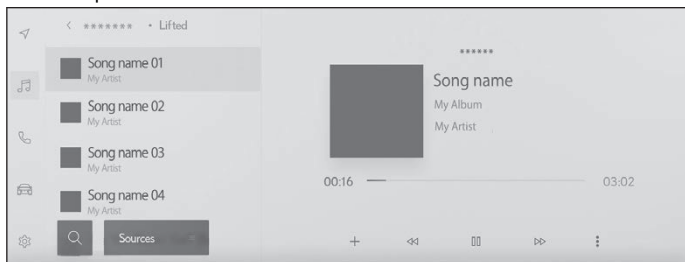 < ******* • Lifted
Song name 01
My Artist
Song name 02
My Artist
Song name 03
My Artist
Song name 04
My Artist
Sources
******
Song name
My Album
My Artist
00:16
03:02